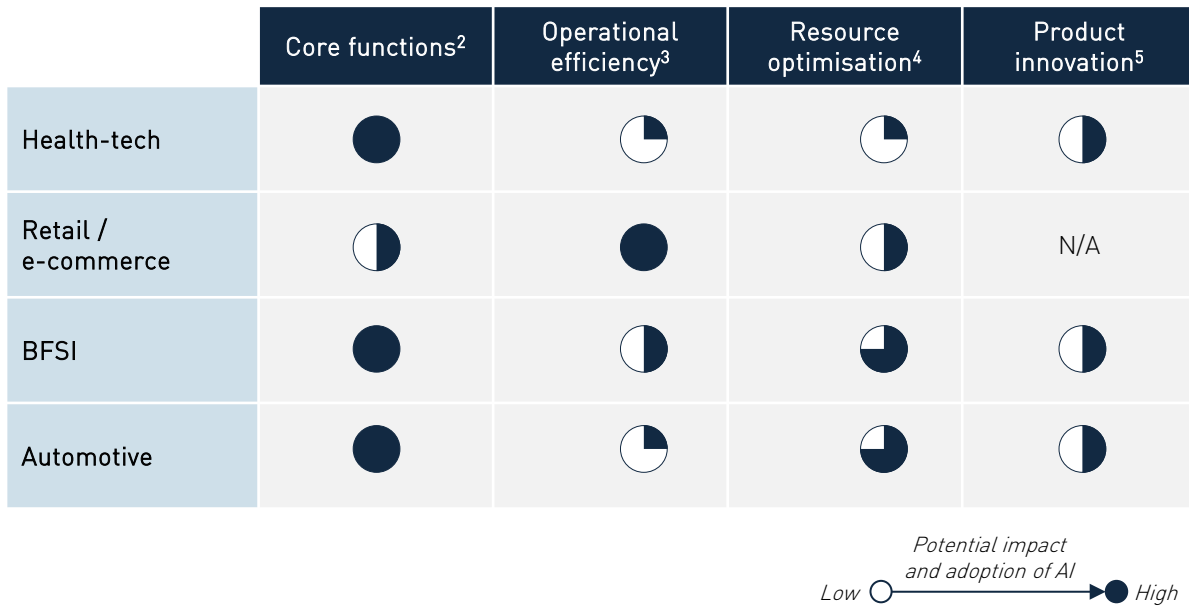 Core functions²
Operational
efficiency³
Resource
optimisation⁴
Product
innovation⁵
Health-tech
Retail /
e-commerce
N/A
BFSI
Automotive
Potential impact
and adoption of AI
Low
High